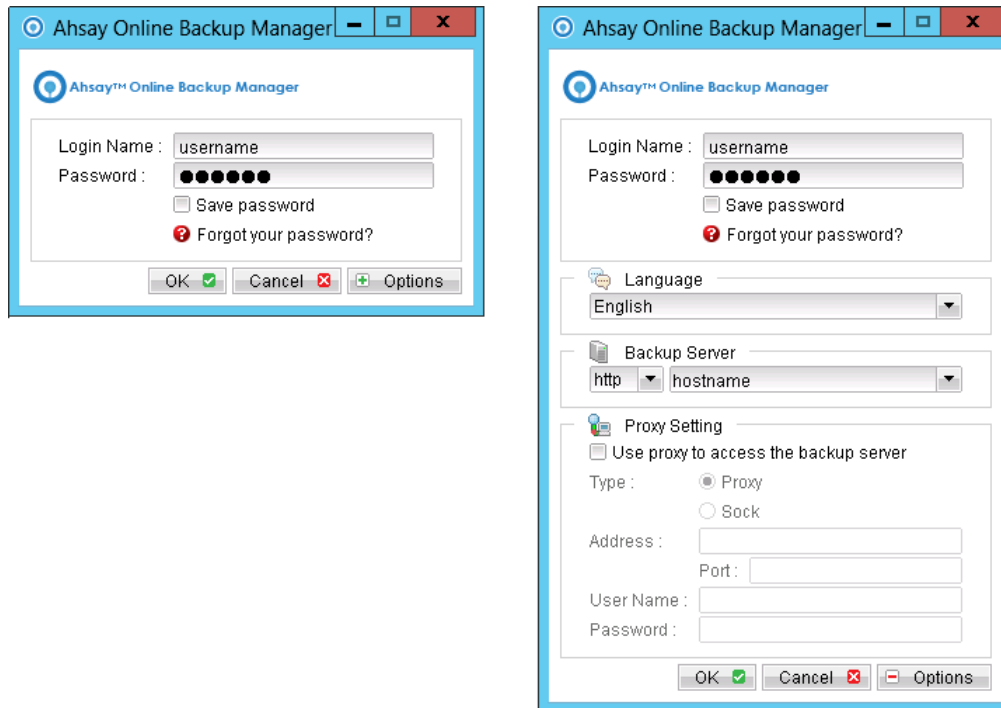 Ahsay Online Backup Manager
Ahsay™ Online Backup Manager
Login Name : username
Password :
Save password
Forgot your password?
OK Cancel Options
Ahsay Online Backup Manager
Ahsay™ Online Backup Manager
Login Name : username
Password :
Save password
Forgot your password?
Language
English
Backup Server
http hostname
Proxy Setting
Use proxy to access the backup server
Type : Proxy
Sock
Address :
Port :
User Name :
Password :
OK Cancel Options